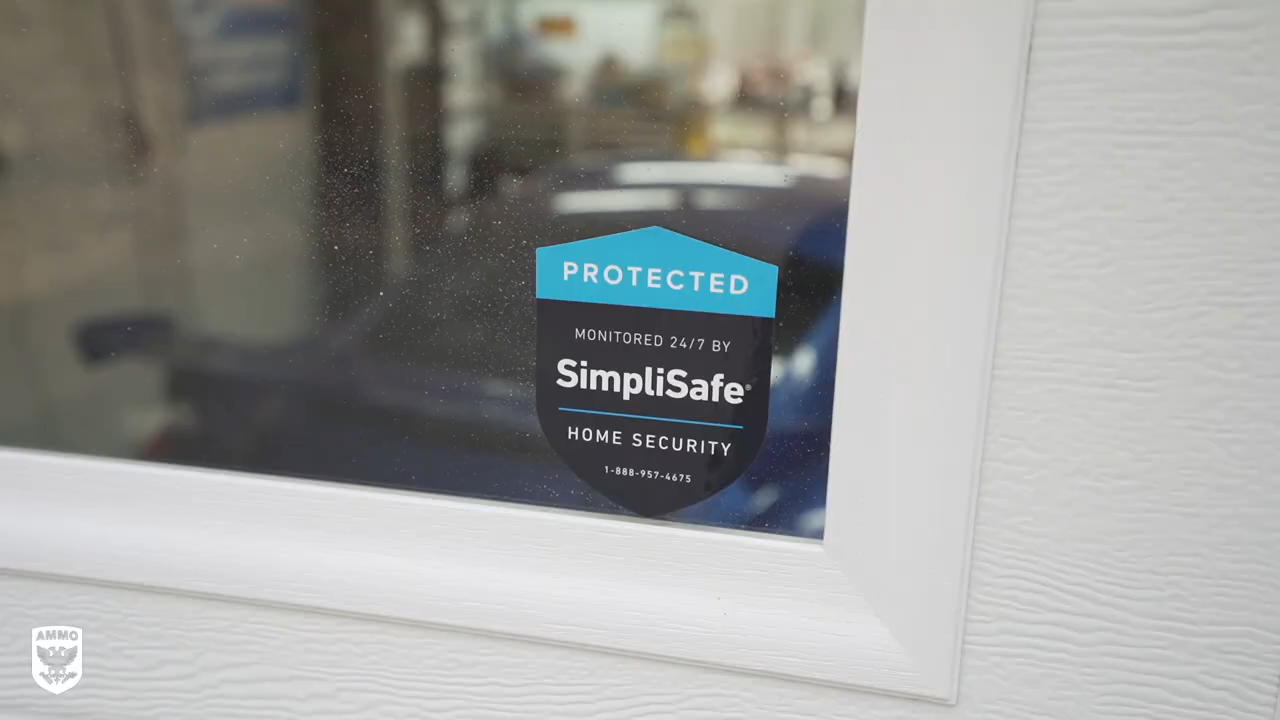 PROTECTED
MONITORED 24/7 BY
SimpliSafe®
HOME SECURITY
1-888-957-4675
AMMO